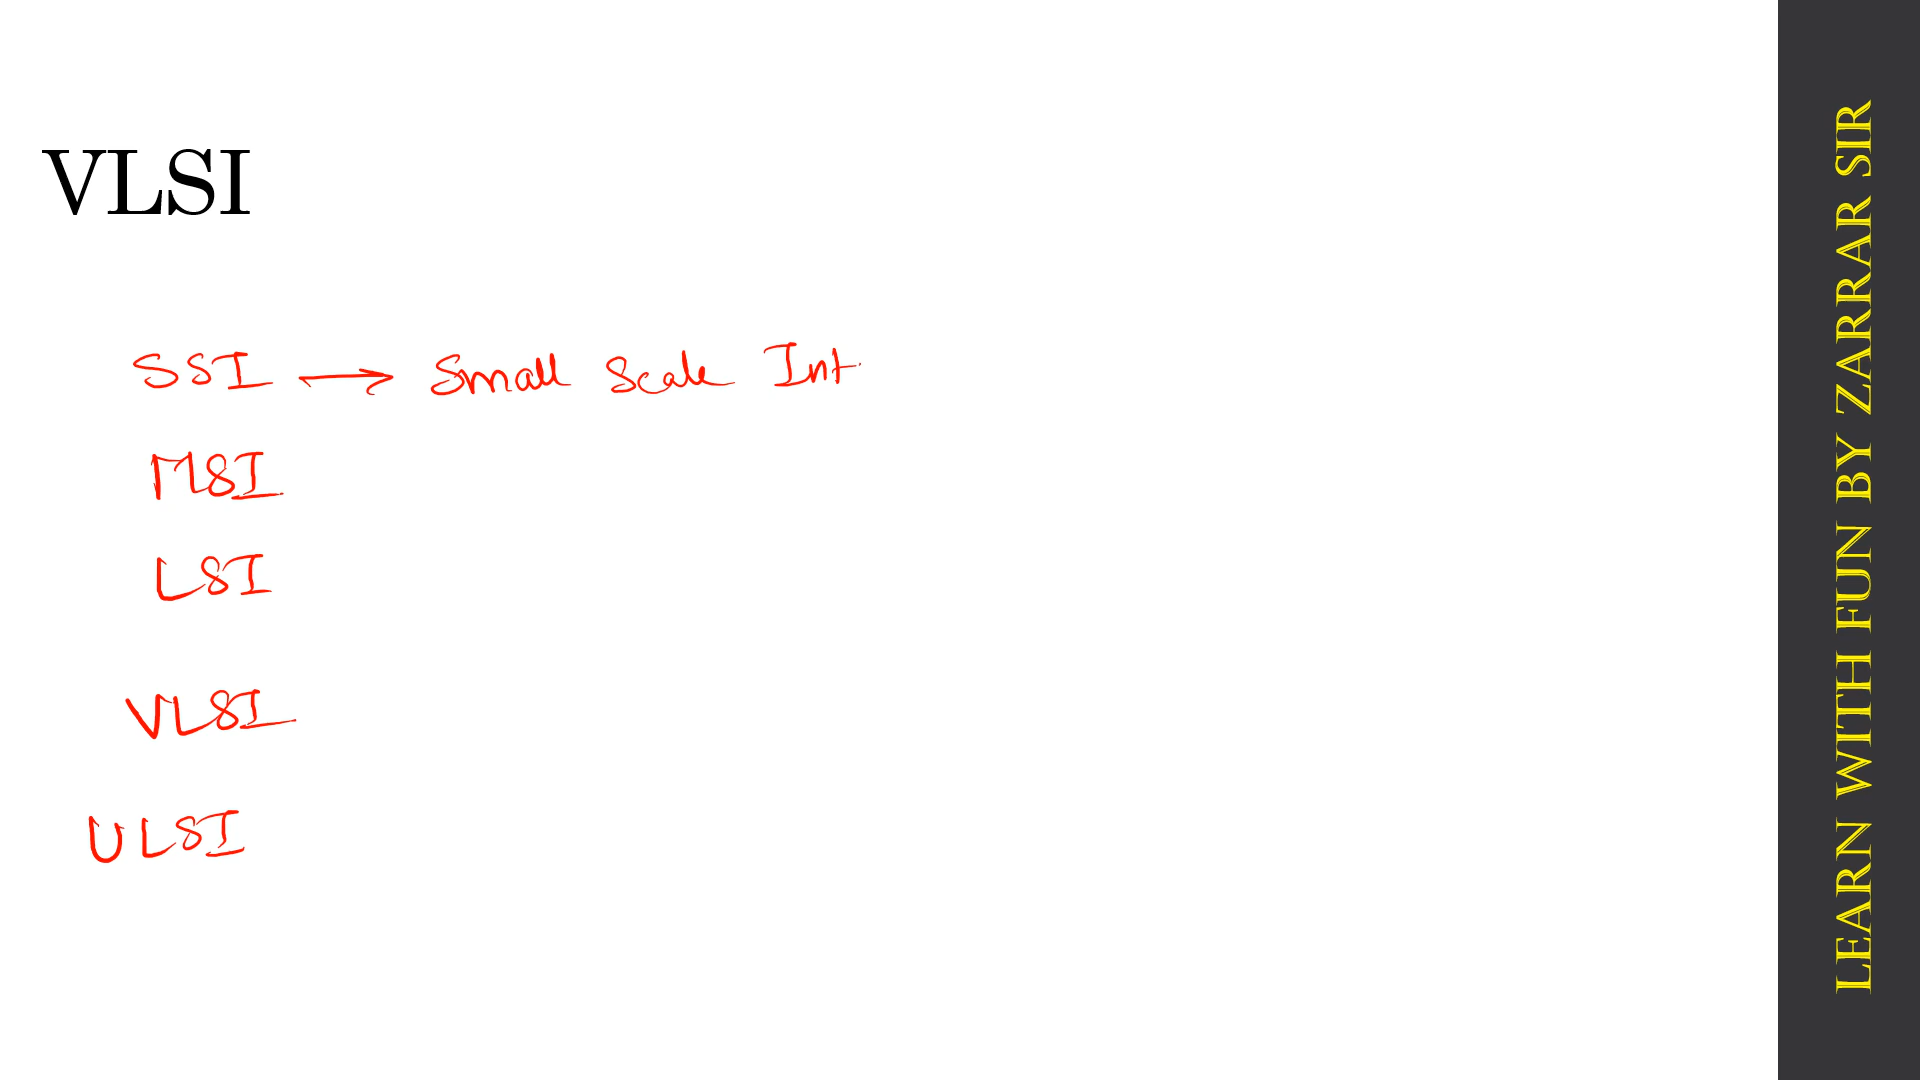 VLSI
SSI → Small Scale Int.
MSI
LSI
VLSI
ULSI
LEARN WITH FUN BY ZARRAR SIR